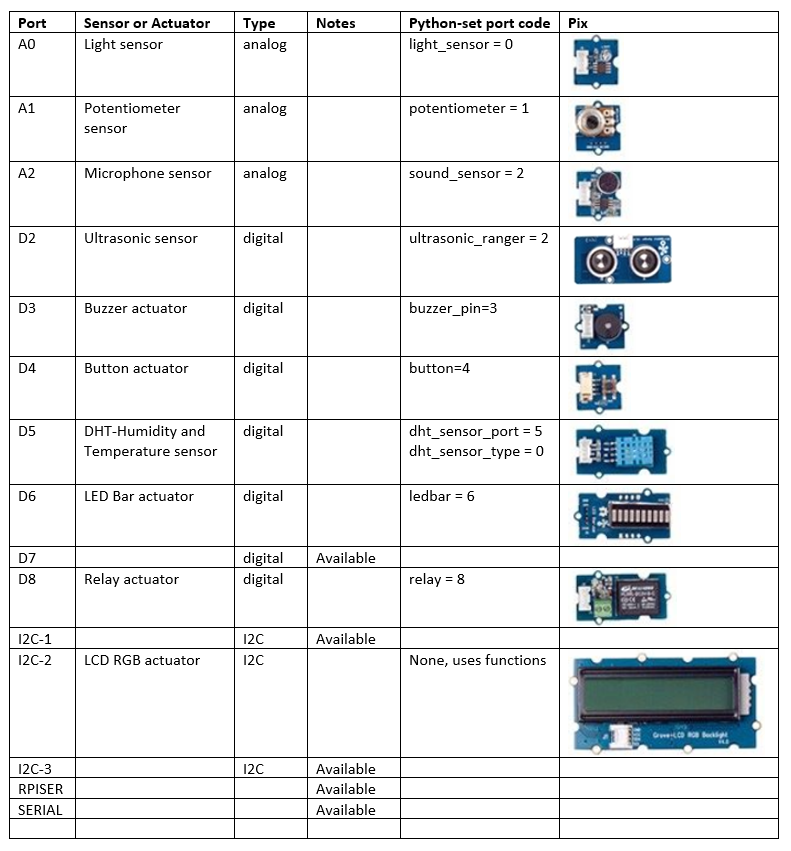 Port Sensor or Actuator Type Notes Python-set port code Pix
A0 Light sensor analog light_sensor = 0
A1 Potentiometer analog potentiometer = 1
sensor
A2 Microphone sensor analog sound_sensor = 2
D2 Ultrasonic sensor digital ultrasonic_ranger = 2
D3 Buzzer actuator digital buzzer_pin=3
D4 Button actuator digital button=4
D5 DHT-Humidity and digital dht_sensor_port = 5
Temperature sensor dht_sensor_type = 0
D6 LED Bar actuator digital ledbar = 6
D7 digital Available
D8 Relay actuator digital relay = 8
I2C-1 I2C Available
I2C-2 LCD RGB actuator I2C None, uses functions
Grove-LCD RGB Backlight
I2C-3 I2C Available
RPISER Available
SERIAL Available